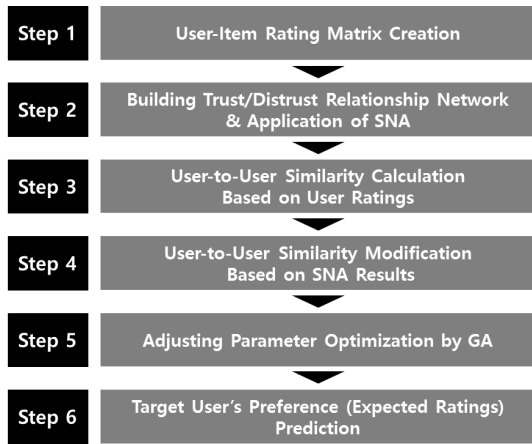 Step 1
User-Item Rating Matrix Creation
Step 2
Building Trust/Distrust Relationship Network
& Application of SNA
Step 3
User-to-User Similarity Calculation
Based on User Ratings
Step 4
User-to-User Similarity Modification
Based on SNA Results
Step 5
Adjusting Parameter Optimization by GA
Step 6
Target User's Preference (Expected Ratings)
Prediction